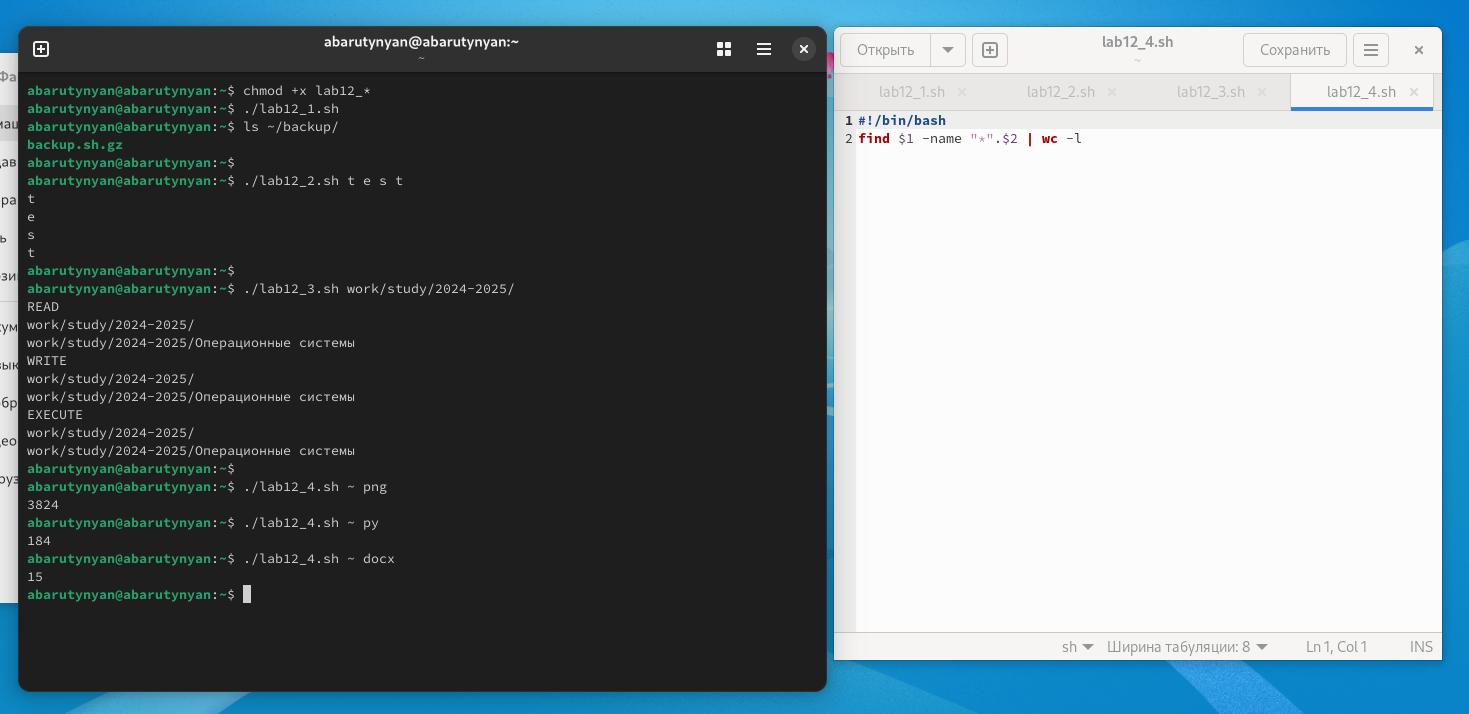 abarutynyan@abarutynyan:~
~
abarutynyan@abarutynyan:~$ chmod +x lab12_*
abarutynyan@abarutynyan:~$ ./lab12_1.sh
abarutynyan@abarutynyan:~$ ls ~/backup/
backup.sh.gz
abarutynyan@abarutynyan:~$
abarutynyan@abarutynyan:~$ ./lab12_2.sh t e s t
t
e
s
t
abarutynyan@abarutynyan:~$
abarutynyan@abarutynyan:~$ ./lab12_3.sh work/study/2024-2025/
READ
work/study/2024-2025/
work/study/2024-2025/Операционные системы
WRITE
work/study/2024-2025/
work/study/2024-2025/Операционные системы
EXECUTE
work/study/2024-2025/
work/study/2024-2025/Операционные системы
abarutynyan@abarutynyan:~$
abarutynyan@abarutynyan:~$ ./lab12_4.sh ~ png
3824
abarutynyan@abarutynyan:~$ ./lab12_4.sh ~ py
184
abarutynyan@abarutynyan:~$ ./lab12_4.sh ~ docx
15
abarutynyan@abarutynyan:~$
Открыть
lab12_4.sh
~
Сохранить
lab12_1.sh
lab12_2.sh
lab12_3.sh
lab12_4.sh
1 #!/bin/bash
2 find $1 -name "*".$2 | wc -l
sh
Ширина табуляции: 8
Ln 1, Col 1
INS